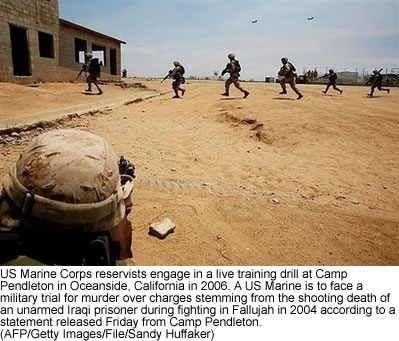 US Marine Corps reservists engage in a live training drill at Camp
Pendleton in Oceanside, California in 2006. A US Marine is to face a
military trial for murder over charges stemming from the shooting death of
an unarmed Iraqi prisoner during fighting in Fallujah in 2004 according to a
statement released Friday from Camp Pendleton.
(AFP/Getty Images/File/Sandy Huffaker)